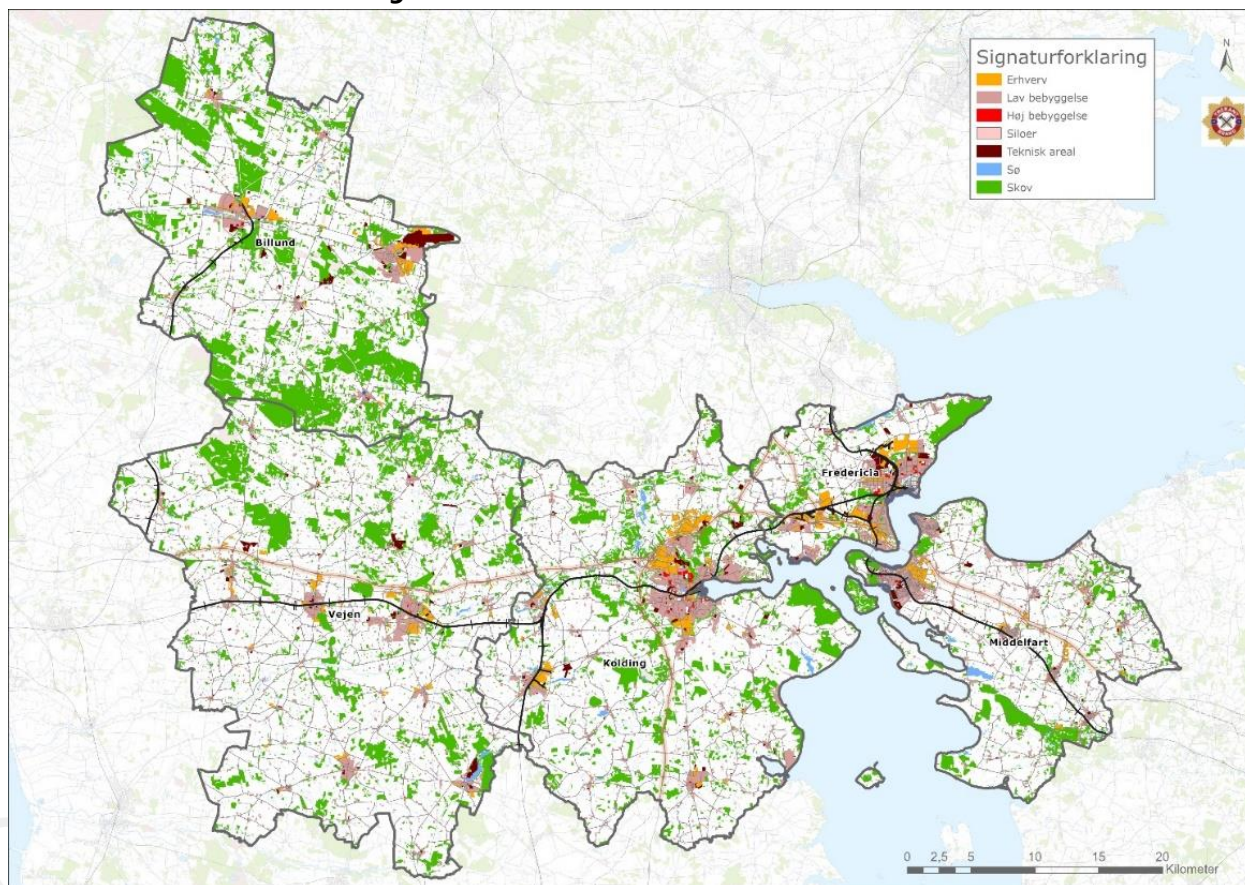 g
Signaturforklaring
Erhverv
Lav bebyggelse
Høj bebyggelse
Siloer
Teknisk areal
Sø
Skov
N
Billund
Fredericia
Vejen
Kolding
Middelfart
0 2,5 5 10 15 20
Kilometer